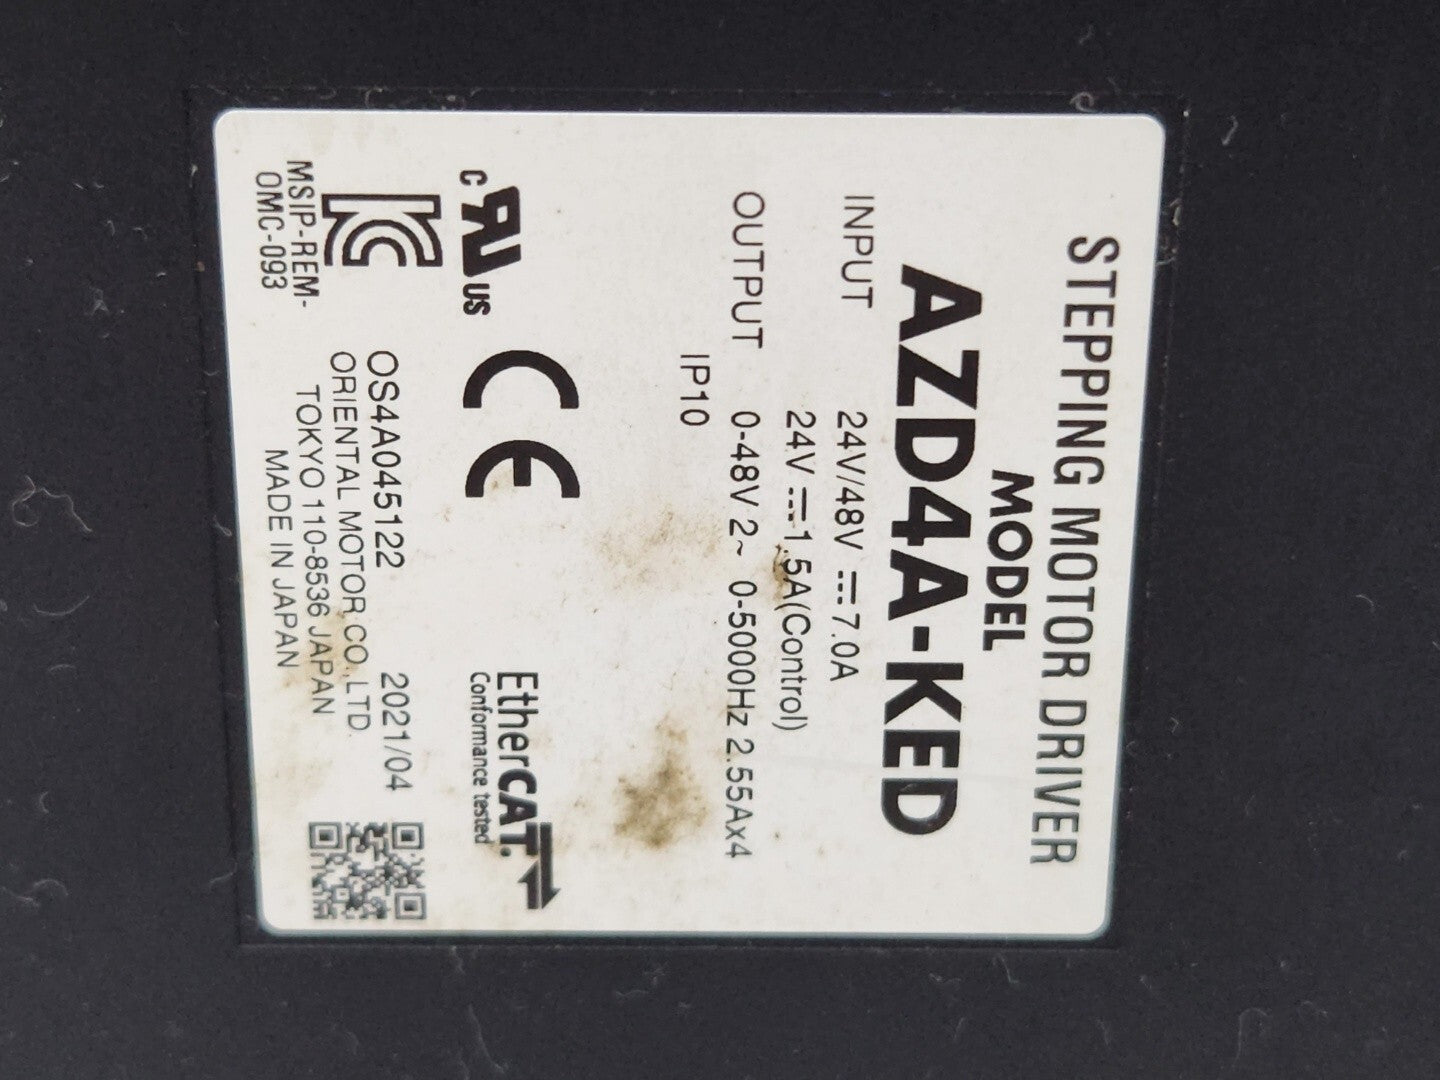 STEPPING MOTOR DRIVER
MODEL
AZD4A-KED
INPUT 24V/48V ⎓ 7.0A
24V ⎓ 1.5A(Control)
OUTPUT 0-48V 2~ 0-5000Hz 2.55Ax4
IP10
c RU US
CE
EtherCAT.
Conformance tested
KC
MSIP-REM-
OMC-093
OS4A045122 2021/04
ORIENTAL MOTOR CO.,LTD.
TOKYO 110-8536 JAPAN
MADE IN JAPAN